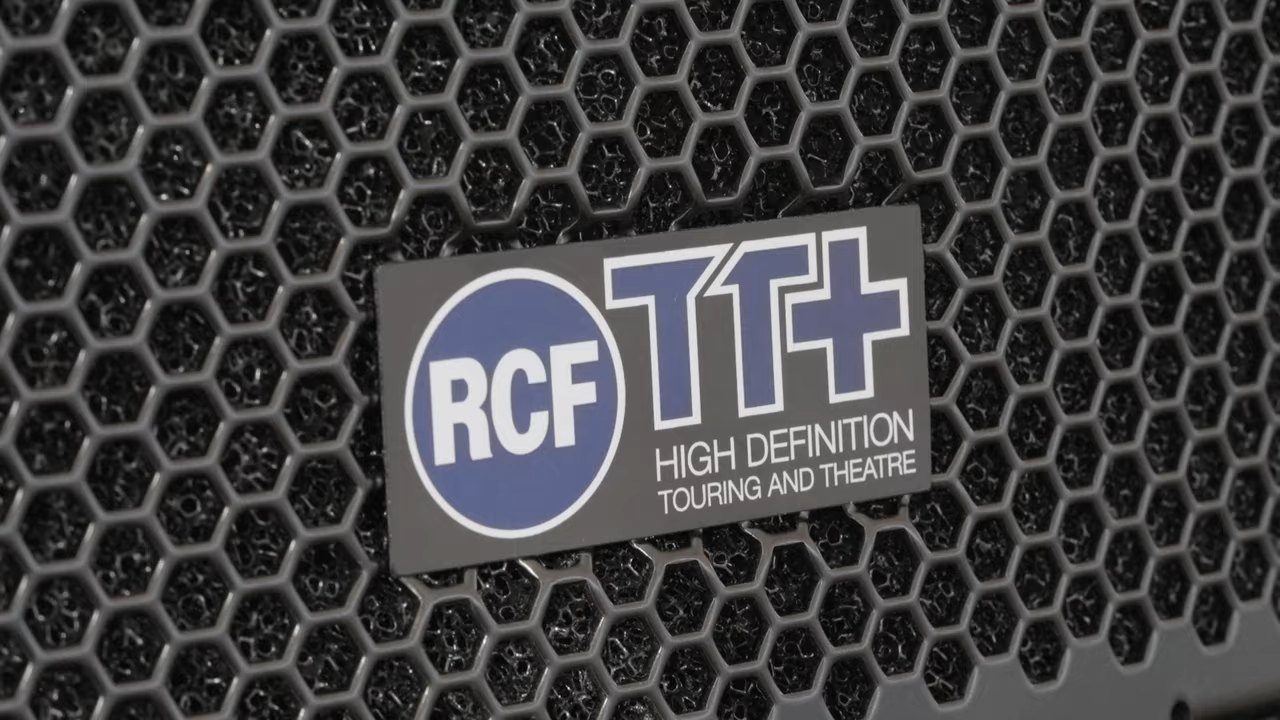 RCF
TT+
HIGH DEFINITION
TOURING AND THEATRE